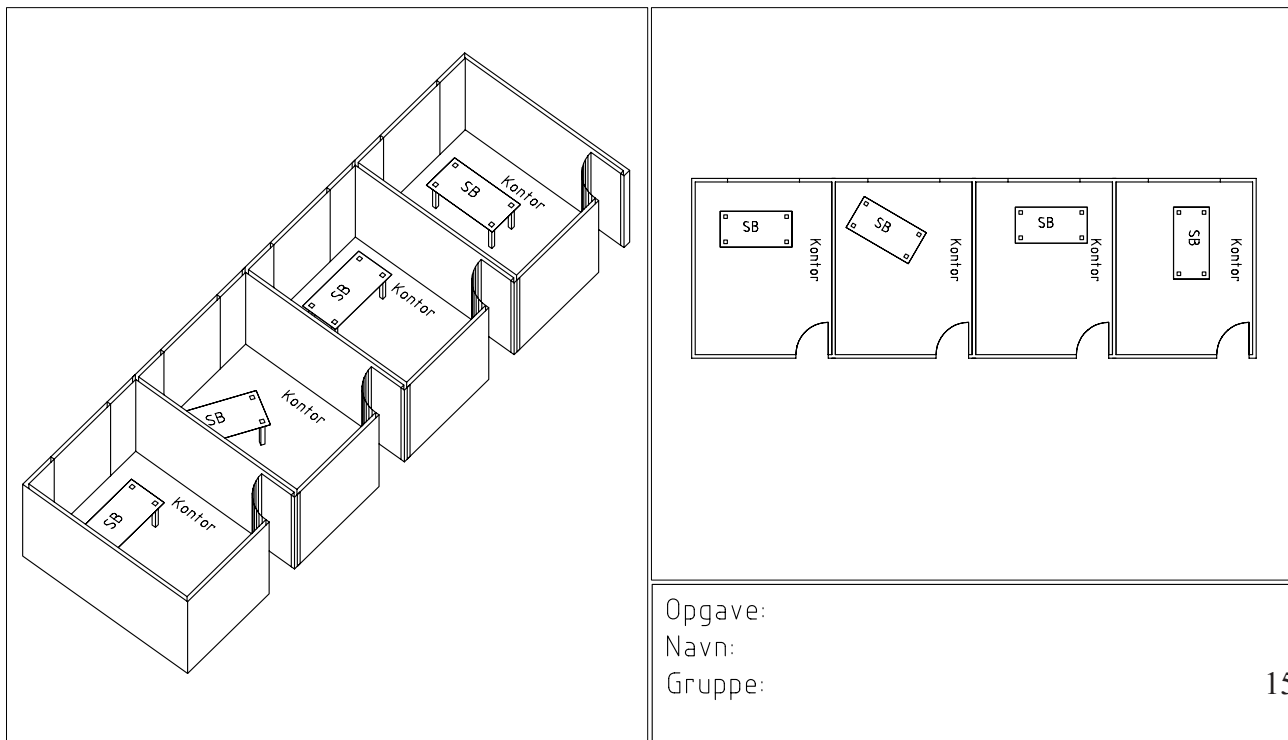 Kontor
SB
Kontor
SB
Kontor
SB
Kontor
SB
SB
Kontor
SB
Kontor
SB
Kontor
SB
Kontor
Opgave:
Navn:
Gruppe:
15